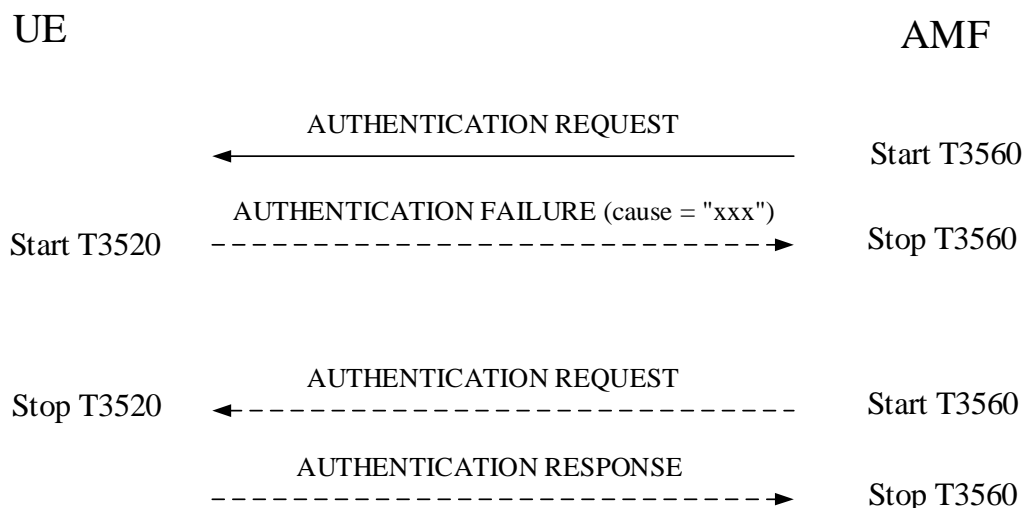 UE
AMF
AUTHENTICATION REQUEST
Start T3560
AUTHENTICATION FAILURE (cause = "xxx")
Start T3520
Stop T3560
AUTHENTICATION REQUEST
Stop T3520
Start T3560
AUTHENTICATION RESPONSE
Stop T3560